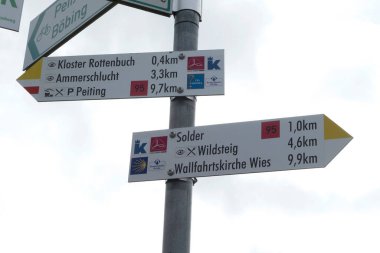 Böbing
Kloster Rottenbuch 0,4km
Ammerschlucht 3,3km
P Peiting 95 9,7km
Solder 95 1,0km
Wildsteig 4,6km
Wallfahrtskirche Wies 9,9km